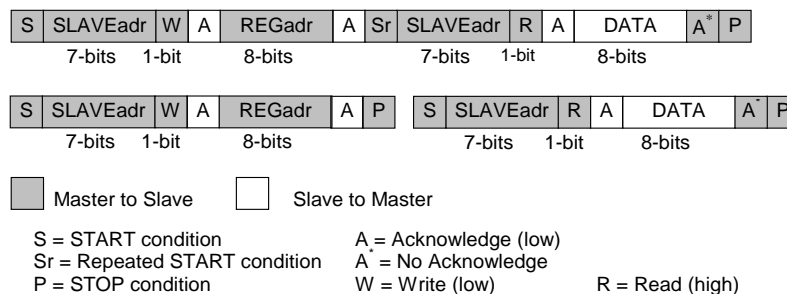 S SLAVEadr W A REGadr A Sr SLAVEadr R A DATA A* P
7-bits 1-bit 8-bits 7-bits 1-bit 8-bits
S SLAVEadr W A REGadr A P S SLAVEadr R A DATA A* P
7-bits 1-bit 8-bits 7-bits 1-bit 8-bits
Master to Slave Slave to Master
S = START condition A = Acknowledge (low)
Sr = Repeated START condition A* = No Acknowledge
P = STOP condition W = Write (low) R = Read (high)